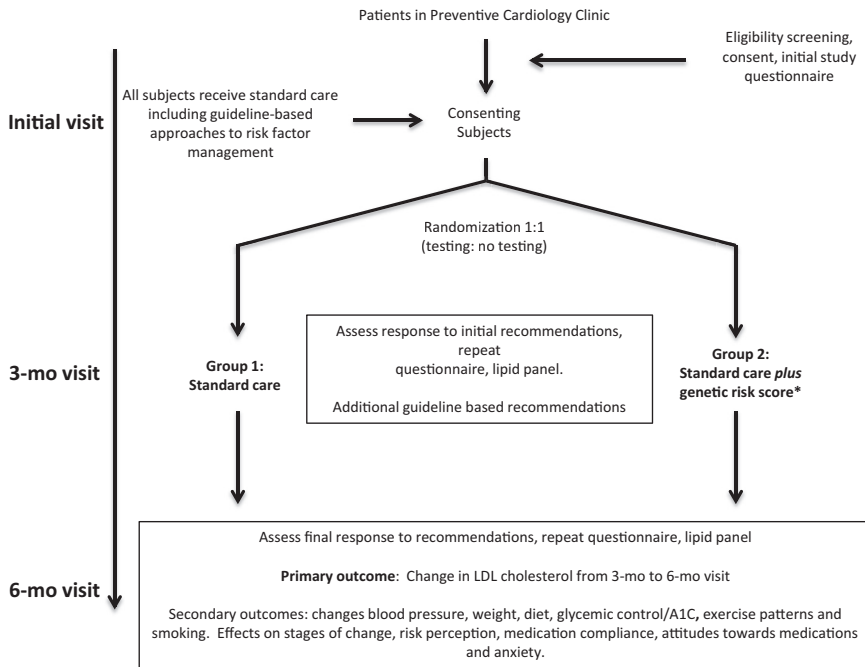 Patients in Preventive Cardiology Clinic
Eligibility screening,
consent, initial study
questionnaire
All subjects receive standard care
including guideline-based
approaches to risk factor
management
Initial visit
Consenting
Subjects
Randomization 1:1
(testing: no testing)
3-mo visit
Group 1:
Standard care
Assess response to initial recommendations,
repeat
questionnaire, lipid panel.
Additional guideline based recommendations
Group 2:
Standard care plus
genetic risk score*
6-mo visit
Assess final response to recommendations, repeat questionnaire, lipid panel
Primary outcome: Change in LDL cholesterol from 3-mo to 6-mo visit
Secondary outcomes: changes blood pressure, weight, diet, glycemic control/A1C, exercise patterns and
smoking. Effects on stages of change, risk perception, medication compliance, attitudes towards medications
and anxiety.